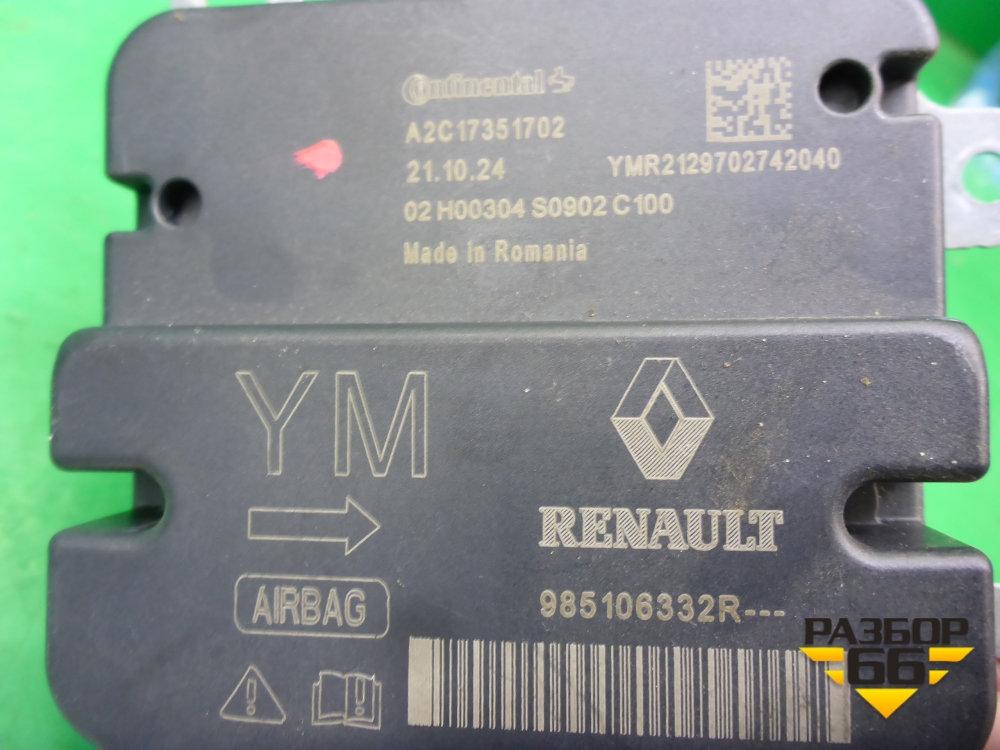 Continental
A2C17351702
21.10.24 YMR2129702742040
02 H00304 S0902 C100
Made in Romania
YM
RENAULT
AIRBAG
985106332R---
РАЗБОР
66